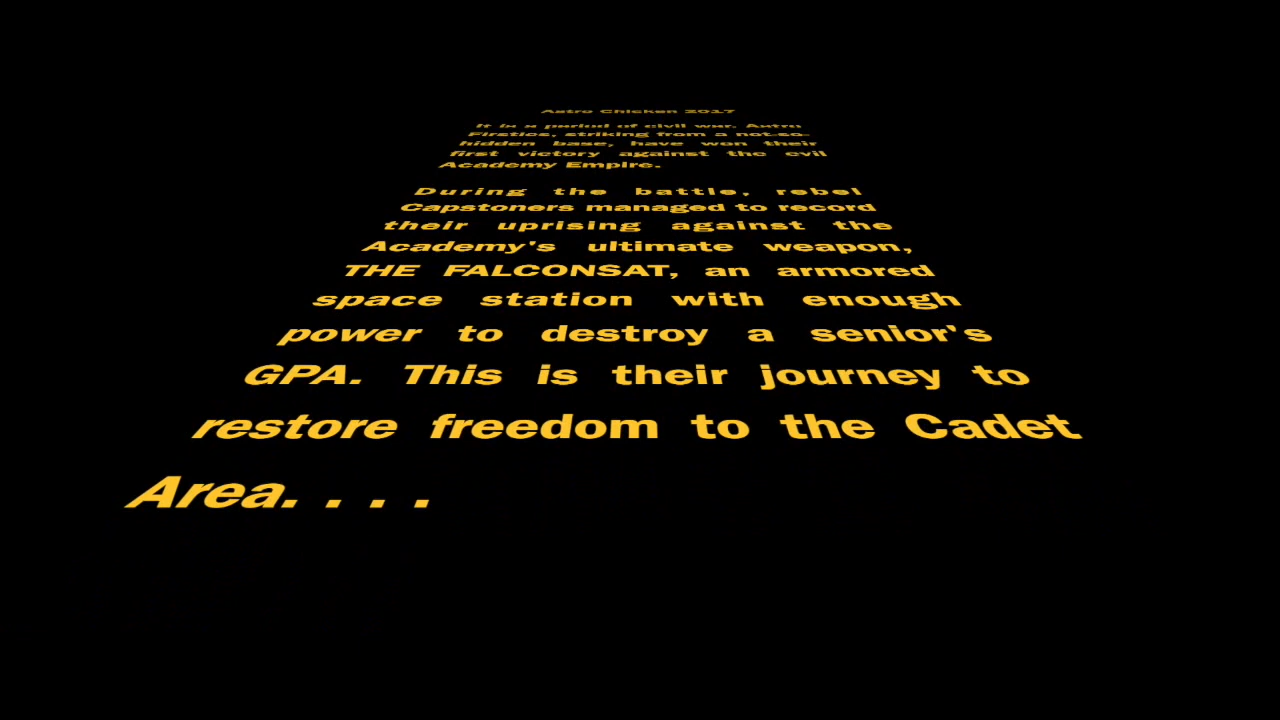 Astro Chicken 2017
It is a period of civil war. Astro
Firsties, striking from a not-so-
hidden base, have won their
first victory against the evil
Academy Empire.
During the battle, rebel
Capstoners managed to record
their uprising against the
Academy's ultimate weapon,
THE FALCONSAT, an armored
space station with enough
power to destroy a senior's
GPA. This is their journey to
restore freedom to the Cadet
Area. . . .